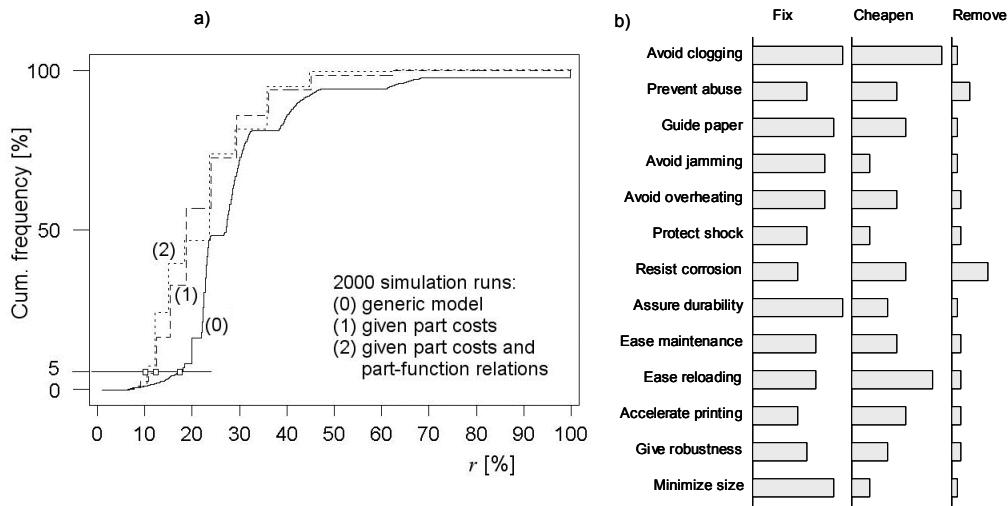 a)
Cum. frequency [%]
100
50
5
0
(2)
(1)
(0)
2000 simulation runs:
(0) generic model
(1) given part costs
(2) given part costs and
part-function relations
0 10 20 30 40 50 60 70 80 90 100
r [%]
b)
Fix Cheapen Remove
Avoid clogging
Prevent abuse
Guide paper
Avoid jamming
Avoid overheating
Protect shock
Resist corrosion
Assure durability
Ease maintenance
Ease reloading
Accelerate printing
Give robustness
Minimize size